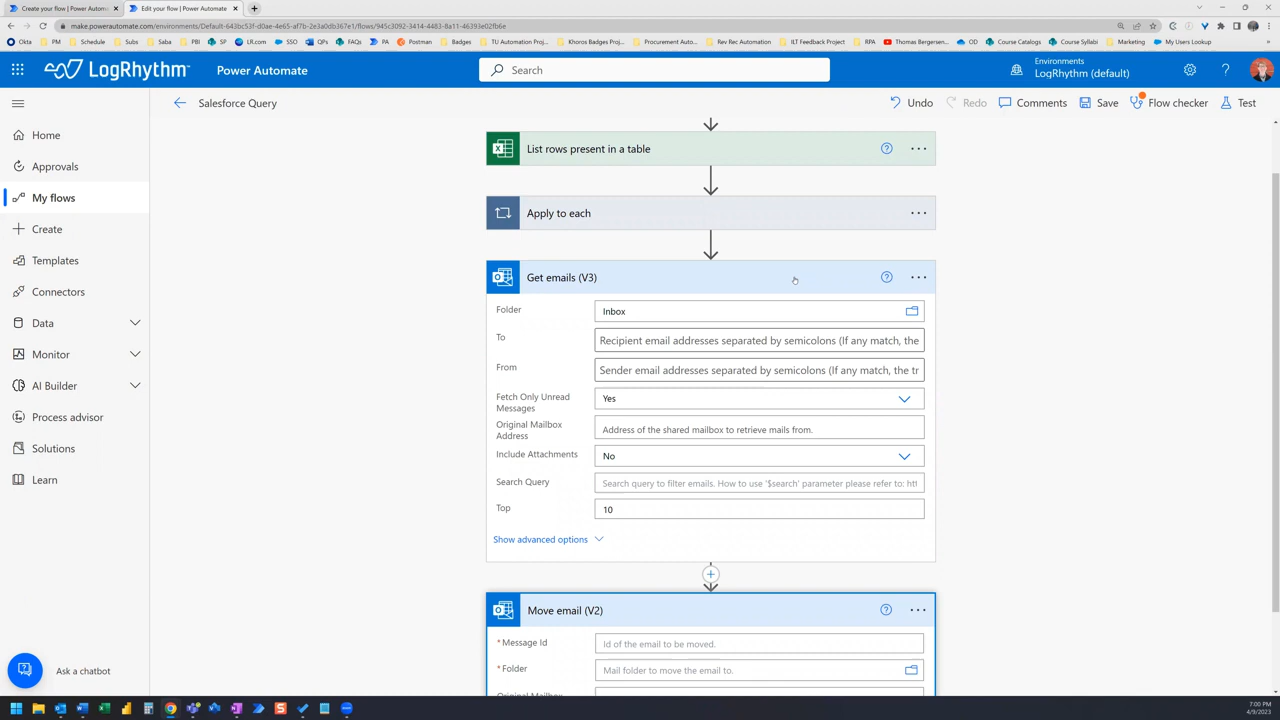 Create your flow | Power Autom
Edit your flow | Power Automate
make.powerautomate.com/environments/Default-643bc53f-d0ae-4e65-af7b-2e3a0db367e1/flows/945c3092-3414-4483-8a11-46393e02fb6e
Okta
PM
Schedule
Subs
Saba
PBI
SP
LR.com
SSO
QPs
FAQs
PA
Postman
Badges
TU Automation Proj...
Khoros Badges Proj...
Procurement Auto...
Rev Rec Automation
ILT Feedback Project
RPA
Thomas Bergersen...
OD
Course Catalogs
Course Syllabi
Marketing
My Users Lookup
LogRhythm
Power Automate
Search
Environments
LogRhythm (default)
Salesforce Query
Undo
Redo
Comments
Save
Flow checker
Test
Home
Approvals
My flows
Create
Templates
Connectors
Data
Monitor
AI Builder
Process advisor
Solutions
Learn
Ask a chatbot
List rows present in a table
Apply to each
Get emails (V3)
Folder
Inbox
To
Recipient email addresses separated by semicolons (If any match, the
From
Sender email addresses separated by semicolons (If any match, the tr
Fetch Only Unread
Messages
Yes
Original Mailbox
Address
Address of the shared mailbox to retrieve mails from.
Include Attachments
No
Search Query
Search query to filter emails. How to use '$search' parameter please refer to: htt
Top
10
Show advanced options
Move email (V2)
* Message Id
Id of the email to be moved.
* Folder
Mail folder to move the email to.
Original Mailbox
7:00 PM
4/9/2023